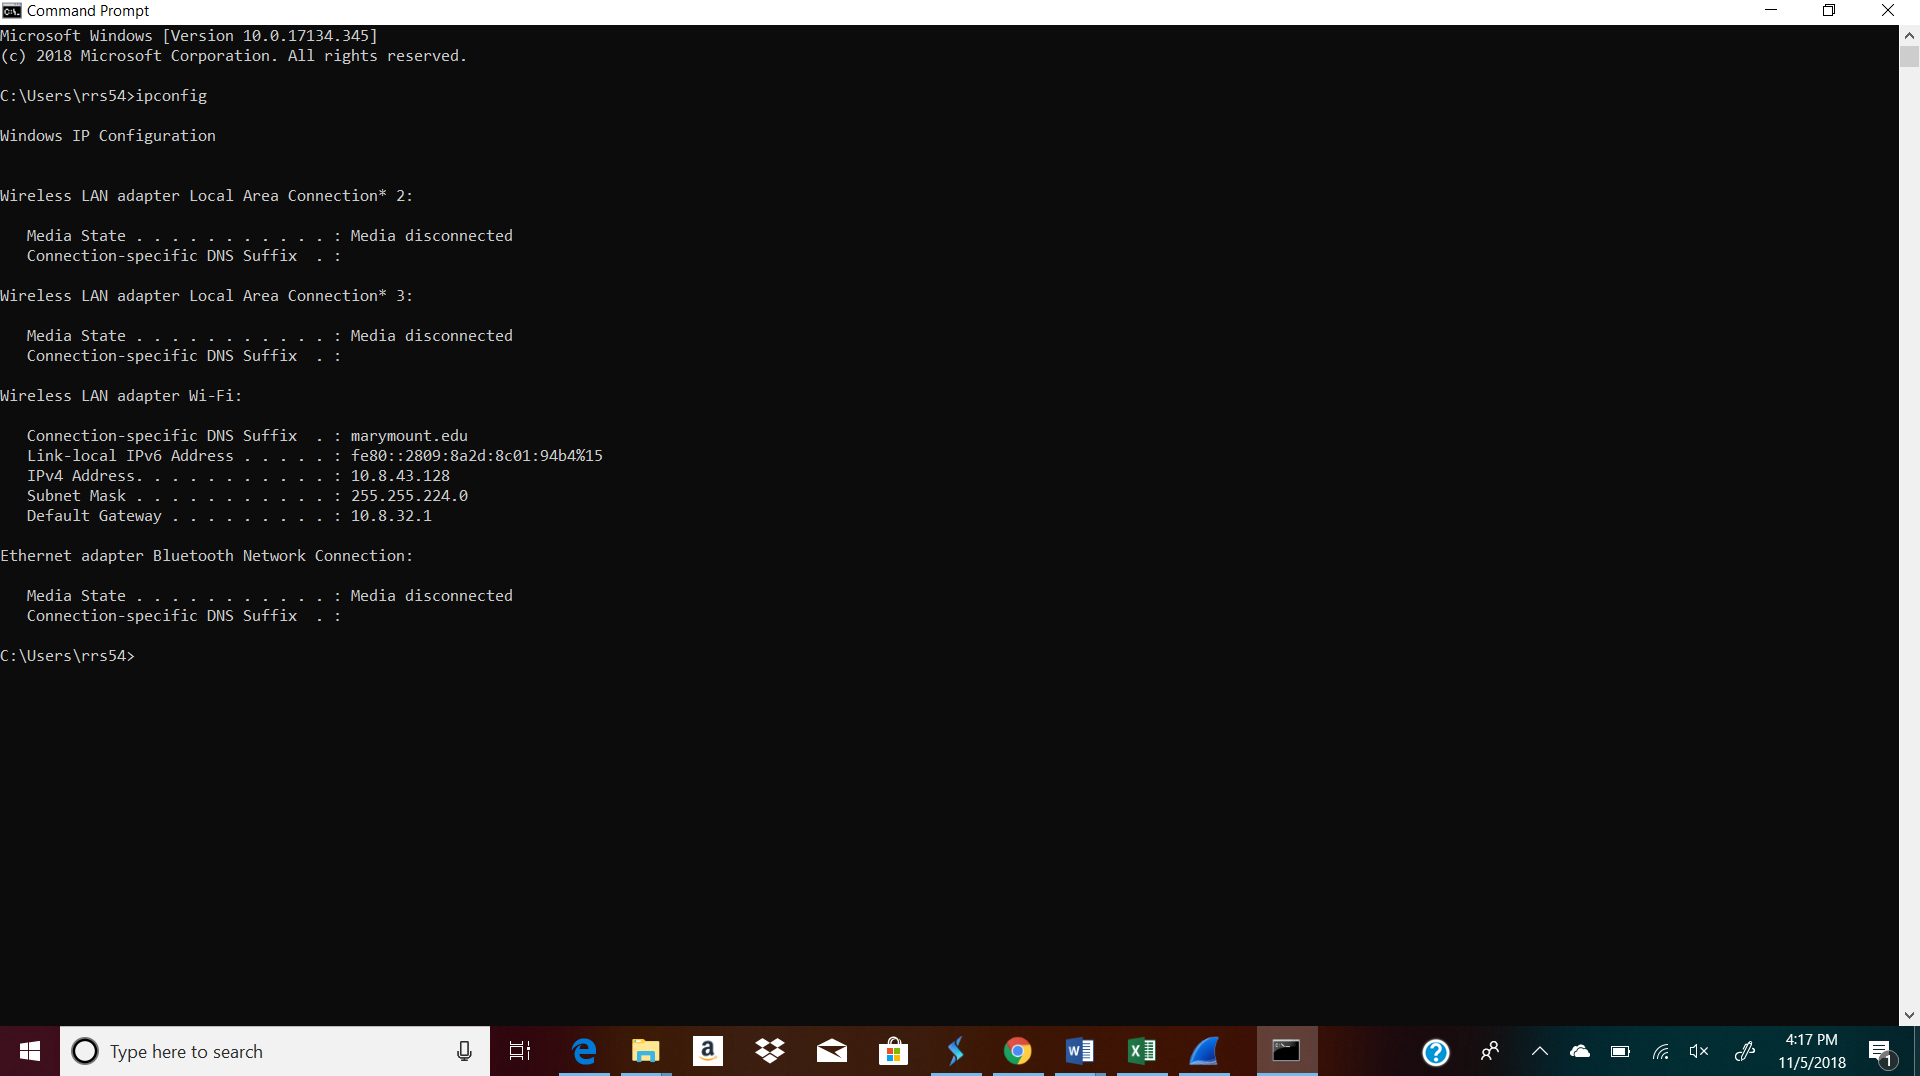 Command Prompt
Microsoft Windows [Version 10.0.17134.345]
(c) 2018 Microsoft Corporation. All rights reserved.
C:\Users\rrs54>ipconfig
Windows IP Configuration
Wireless LAN adapter Local Area Connection* 2:
   Media State . . . . . . . . . . . : Media disconnected
   Connection-specific DNS Suffix  . :
Wireless LAN adapter Local Area Connection* 3:
   Media State . . . . . . . . . . . : Media disconnected
   Connection-specific DNS Suffix  . :
Wireless LAN adapter Wi-Fi:
   Connection-specific DNS Suffix  . : marymount.edu
   Link-local IPv6 Address . . . . . : fe80::2809:8a2d:8c01:94b4%15
   IPv4 Address. . . . . . . . . . . : 10.8.43.128
   Subnet Mask . . . . . . . . . . . : 255.255.224.0
   Default Gateway . . . . . . . . . : 10.8.32.1
Ethernet adapter Bluetooth Network Connection:
   Media State . . . . . . . . . . . : Media disconnected
   Connection-specific DNS Suffix  . :
C:\Users\rrs54>
Type here to search
4:17 PM
11/5/2018
1